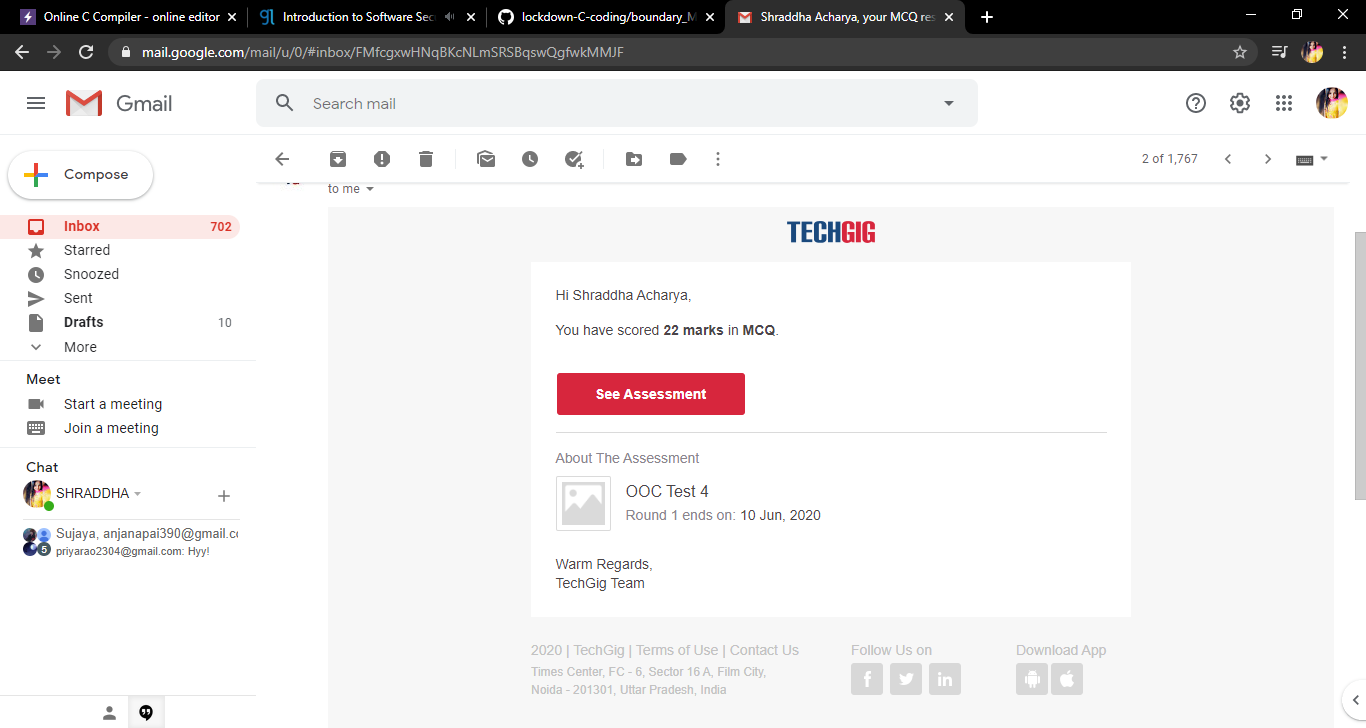 Online C Compiler - online editor
Introduction to Software Sec
lockdown-C-coding/boundary_M
Shraddha Acharya, your MCQ res
mail.google.com/mail/u/0/#inbox/FMfcgxwHNqBKcNLmSRSBqswQgfwkMMJF
Gmail
Search mail
Compose
2 of 1,767
Inbox 702
Starred
Snoozed
Sent
Drafts 10
More
Meet
Start a meeting
Join a meeting
Chat
SHRADDHA
Sujaya, anjanapai390@gmail.co
5
priyarao2304@gmail.com: Hyy!
to me
TECHGIG
Hi Shraddha Acharya,
You have scored 22 marks in MCQ.
See Assessment
About The Assessment
OOC Test 4
Round 1 ends on: 10 Jun, 2020
Warm Regards,
TechGig Team
2020 | TechGig | Terms of Use | Contact Us
Times Center, FC - 6, Sector 16 A, Film City,
Noida - 201301, Uttar Pradesh, India
Follow Us on
Download App